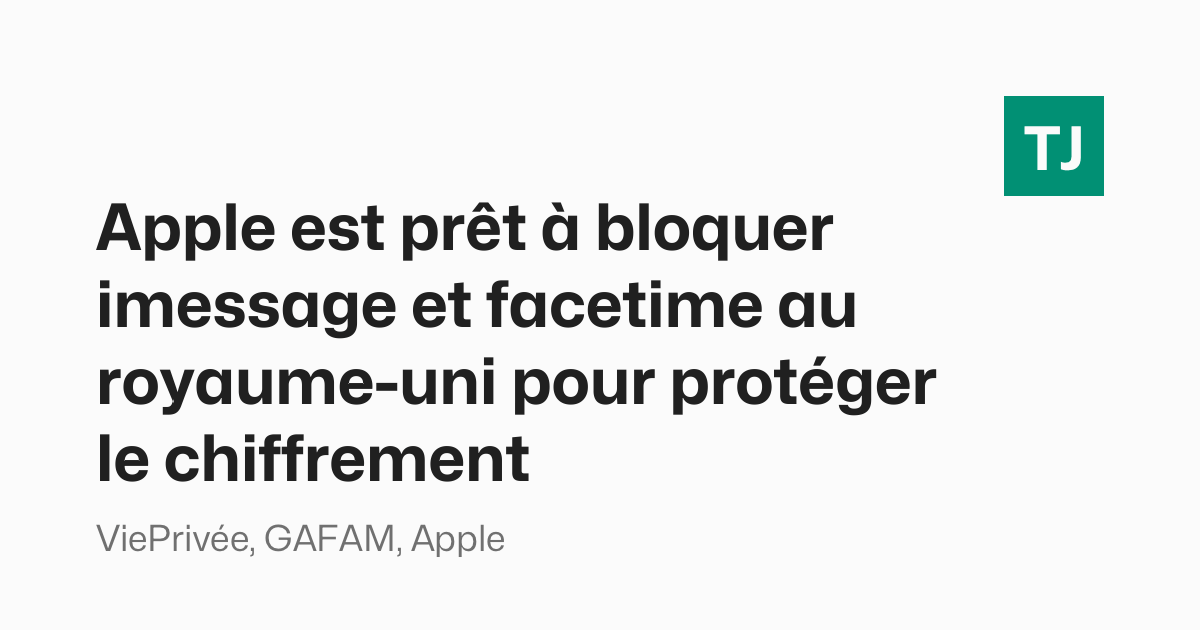 TJ
Apple est prêt à bloquer
imessage et facetime au
royaume-uni pour protéger
le chiffrement
ViePrivée, GAFAM, Apple